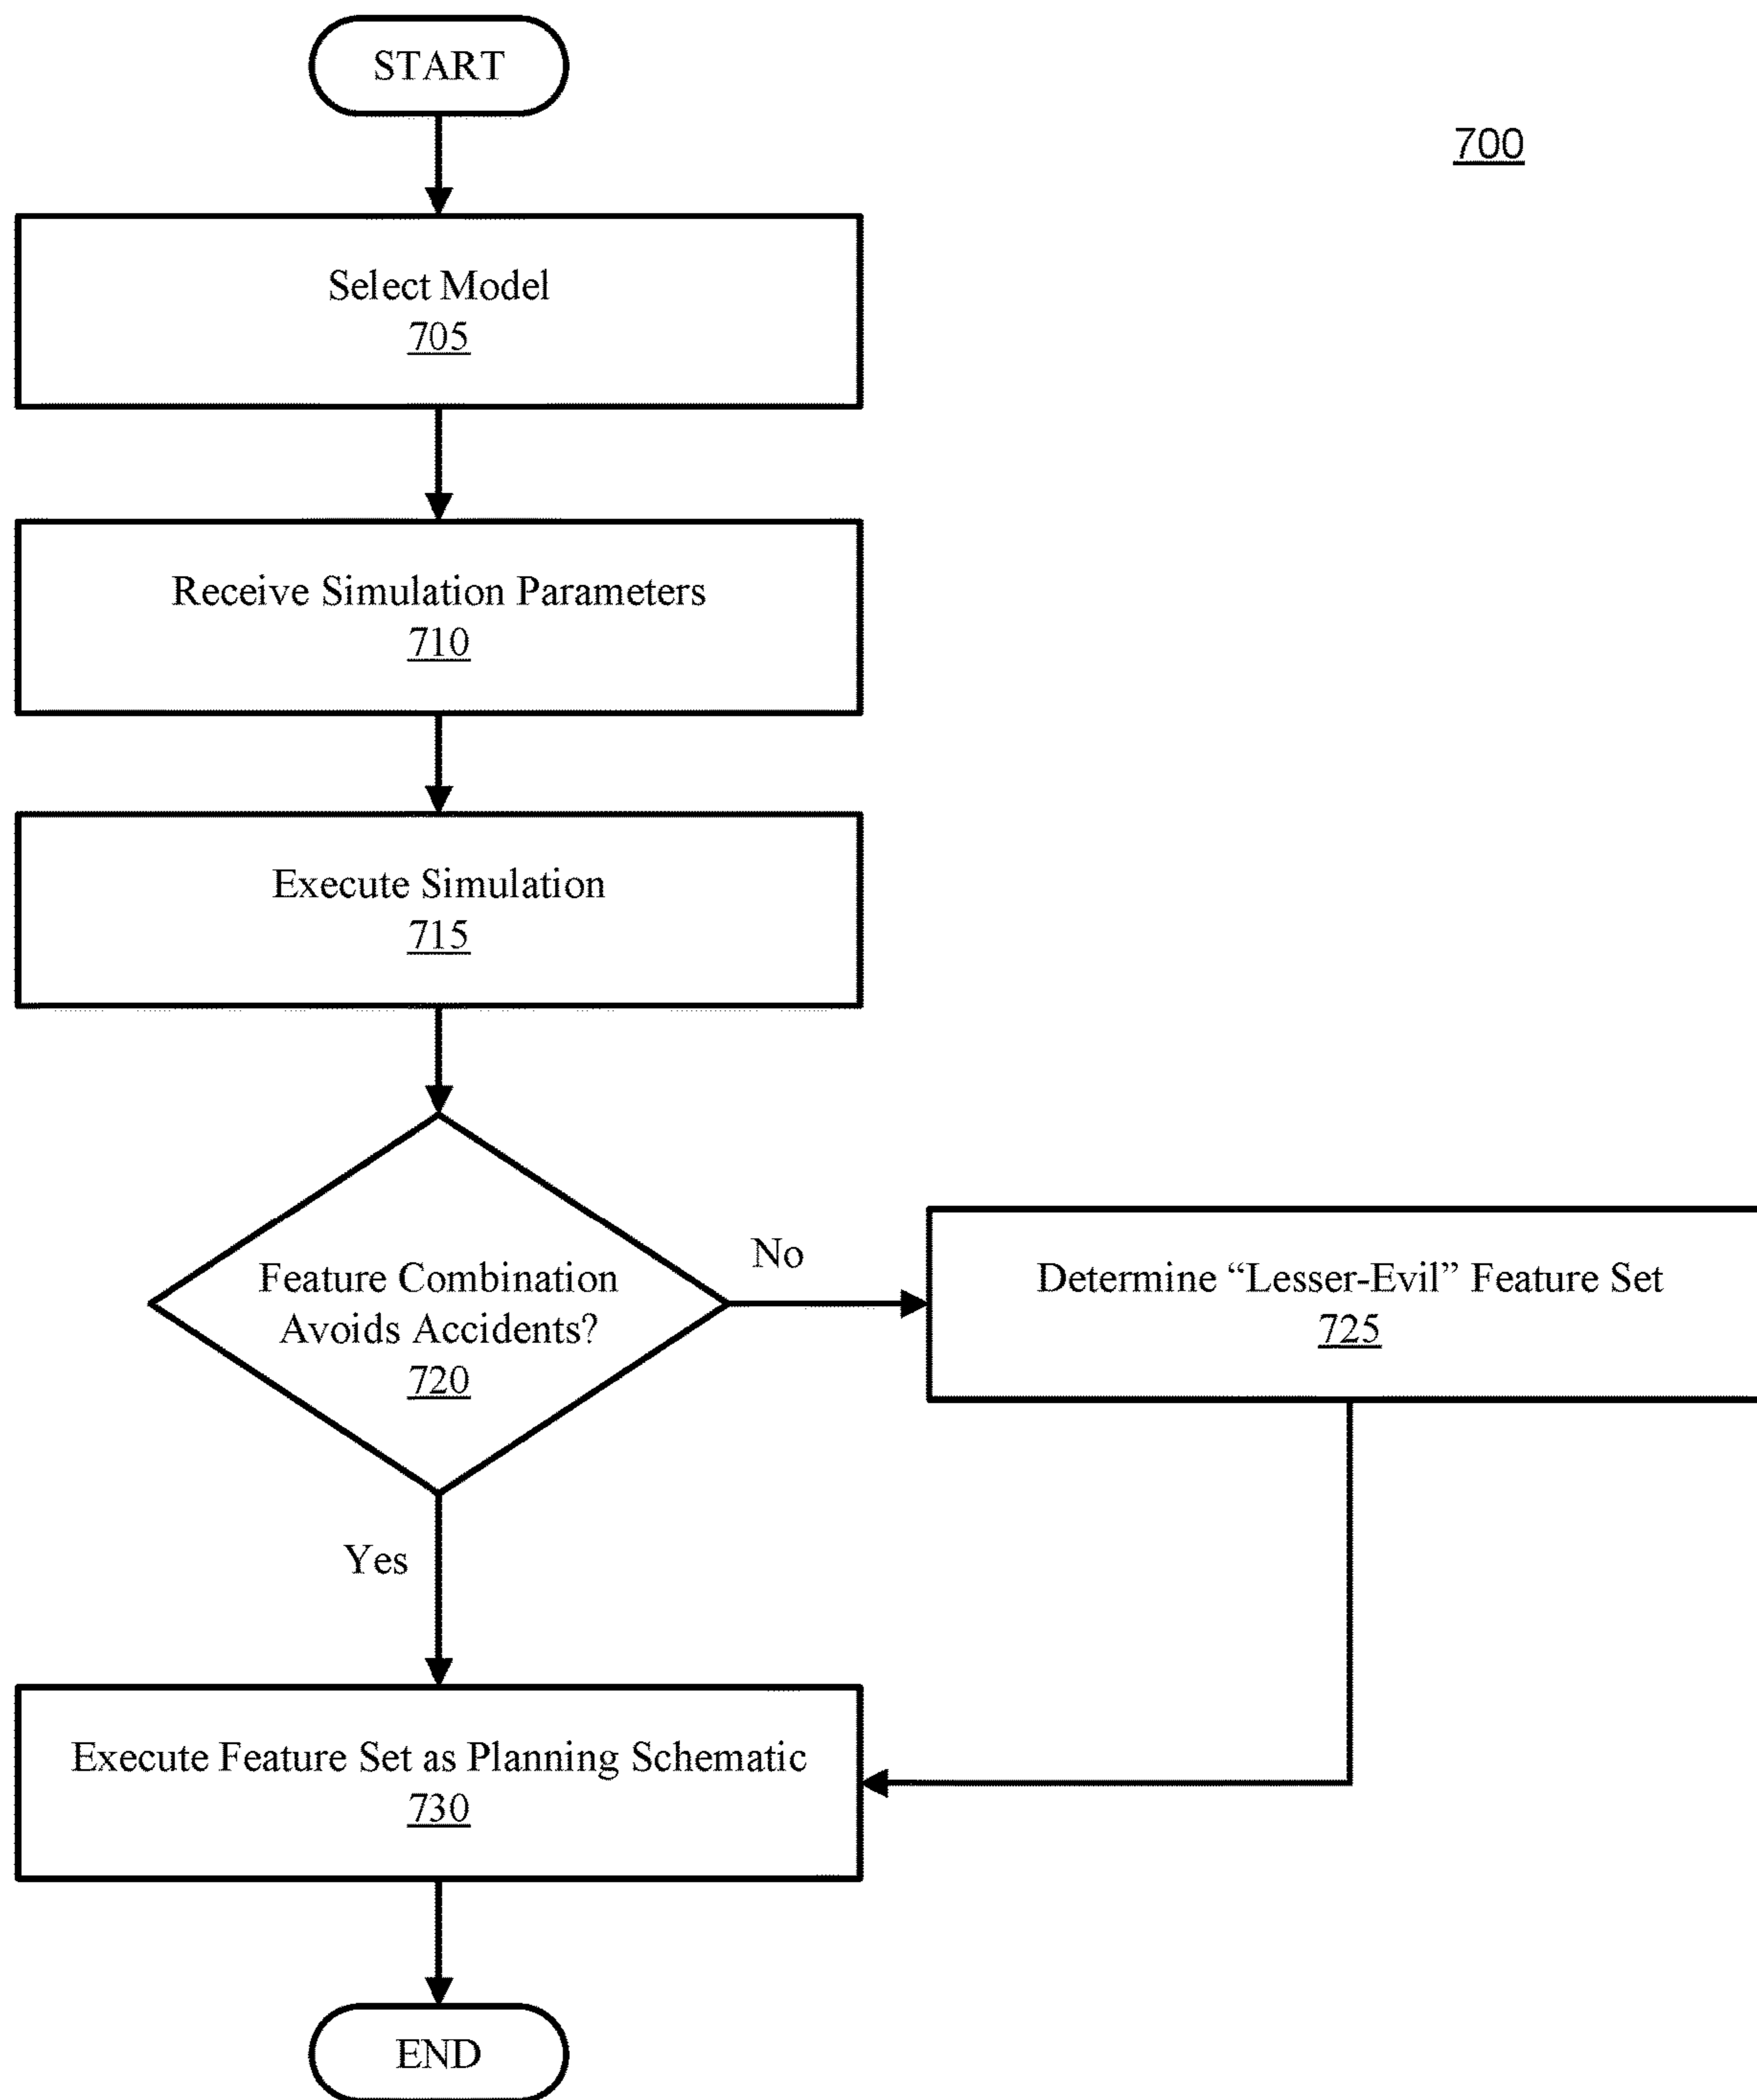 START
700
Select Model
705
Receive Simulation Parameters
710
Execute Simulation
715
Feature Combination
Avoids Accidents?
720
No
Determine “Lesser-Evil” Feature Set
725
Yes
Execute Feature Set as Planning Schematic
730
END